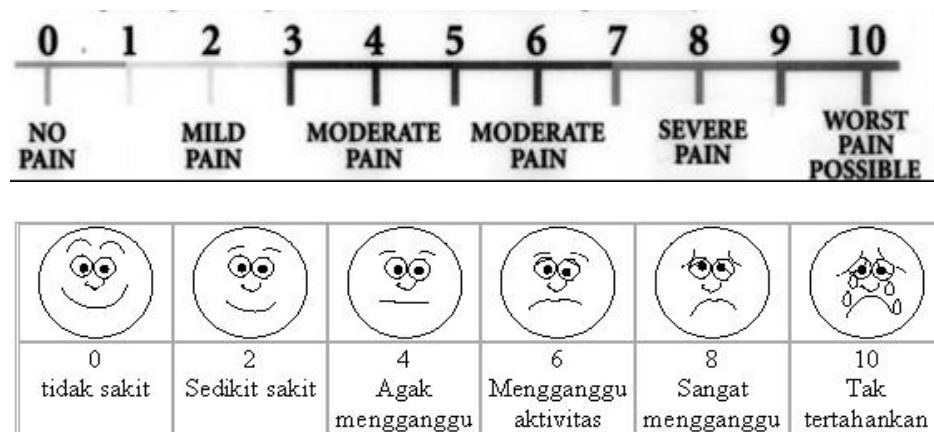 0 1 2 3 4 5 6 7 8 9 10
NO PAIN
MILD PAIN
MODERATE PAIN
MODERATE PAIN
SEVERE PAIN
WORST PAIN POSSIBLE
0 2 4 6 8 10
tidak sakit
Sedikit sakit
Agak mengganggu
Mengganggu aktivitas
Sangat mengganggu
Tak tertahankan